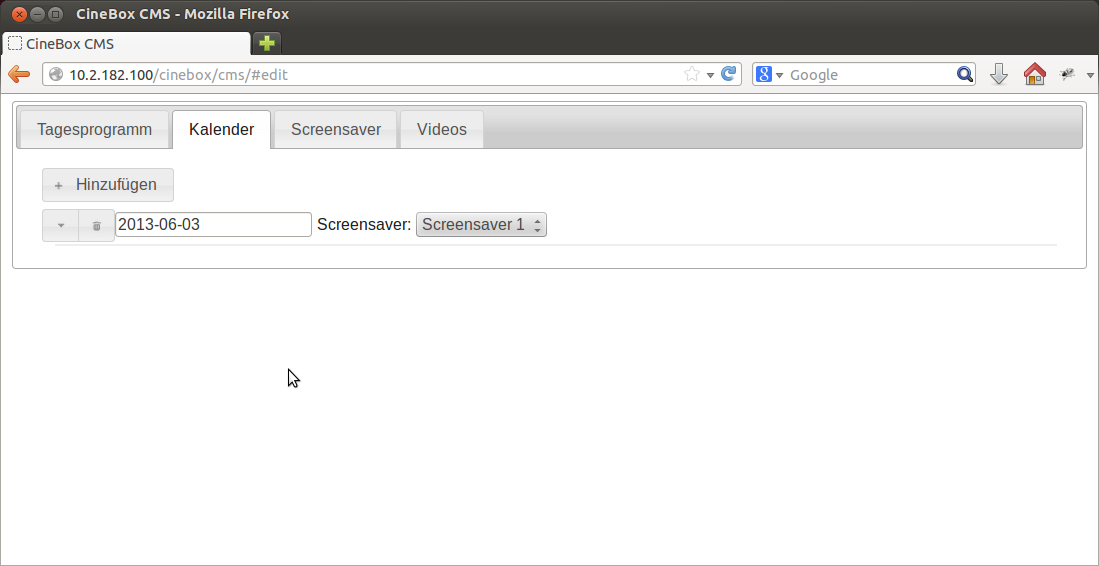 CineBox CMS - Mozilla Firefox
CineBox CMS
10.2.182.100/cinebox/cms/#edit
Google
Tagesprogramm Kalender Screensaver Videos
Hinzufügen
2013-06-03 Screensaver: Screensaver 1